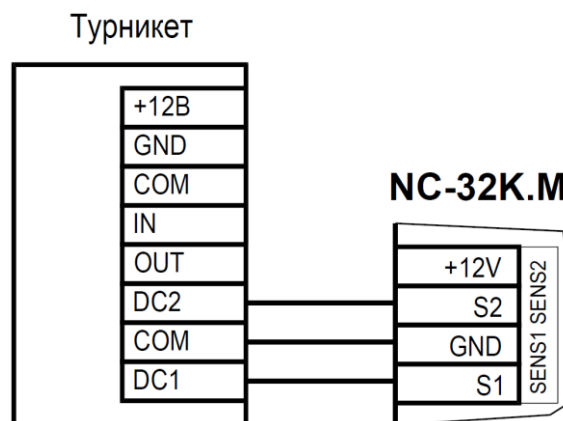 Турникет
+12В
GND
COM
IN
OUT
DC2
COM
DC1
NC-32K.M
+12V
S2
GND
S1
SENS1 SENS2